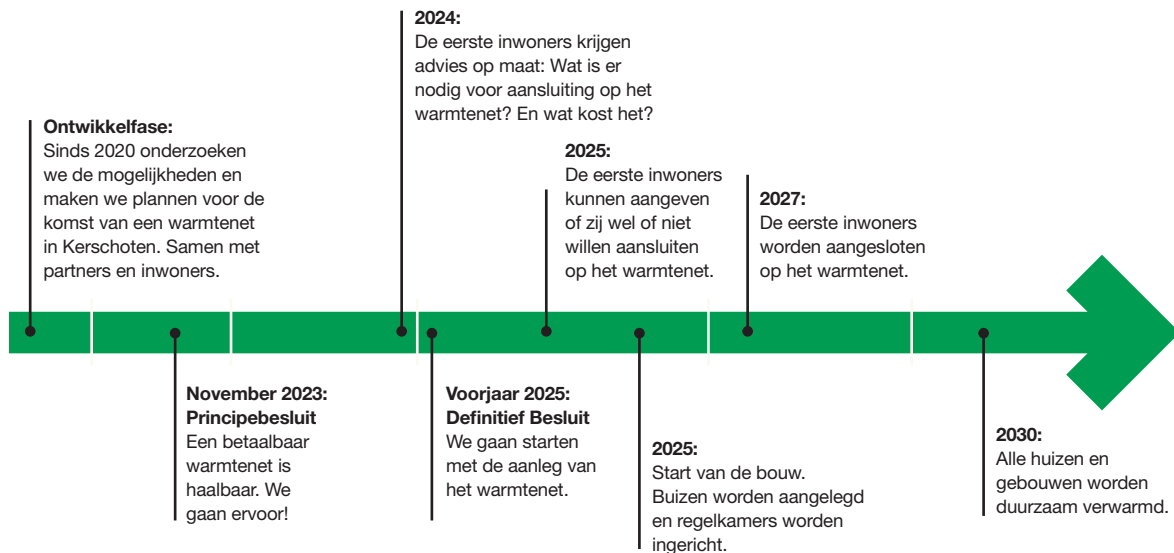 Ontwikkelfase:
Sinds 2020 onderzoeken
we de mogelijkheden en
maken we plannen voor de
komst van een warmtenet
in Kerschoten. Samen met
partners en inwoners.
November 2023:
Principebesluit
Een betaalbaar
warmtenet is
haalbaar. We
gaan ervoor!
2024:
De eerste inwoners krijgen
advies op maat: Wat is er
nodig voor aansluiting op het
warmtenet? En wat kost het?
Voorjaar 2025:
Definitief Besluit
We gaan starten
met de aanleg van
het warmtenet.
2025:
De eerste inwoners
kunnen aangeven
of zij wel of niet
willen aansluiten
op het warmtenet.
2025:
Start van de bouw.
Buizen worden aangelegd
en regelkamers worden
ingericht.
2027:
De eerste inwoners
worden aangesloten
op het warmtenet.
2030:
Alle huizen en
gebouwen worden
duurzaam verwarmd.